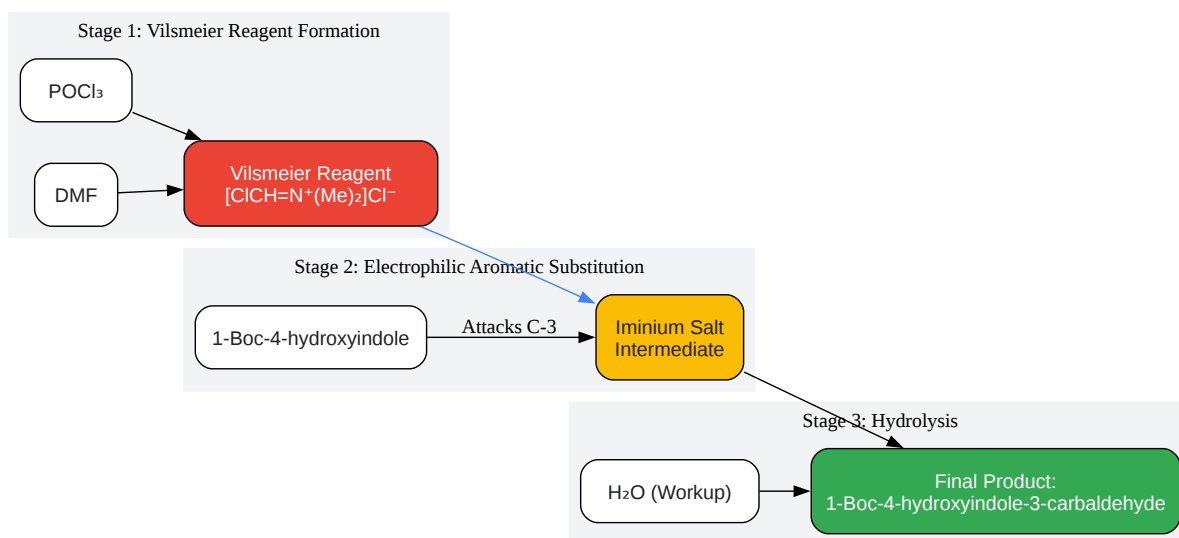 Stage 1: Vilsmeier Reagent Formation
POCl₃
DMF
Vilsmeier Reagent
[ClCH=N⁺(Me)₂]Cl⁻
Stage 2: Electrophilic Aromatic Substitution
1-Boc-4-hydroxyindole
Attacks C-3
Iminium Salt
Intermediate
Stage 3: Hydrolysis
H₂O (Workup)
Final Product:
1-Boc-4-hydroxyindole-3-carbaldehyde